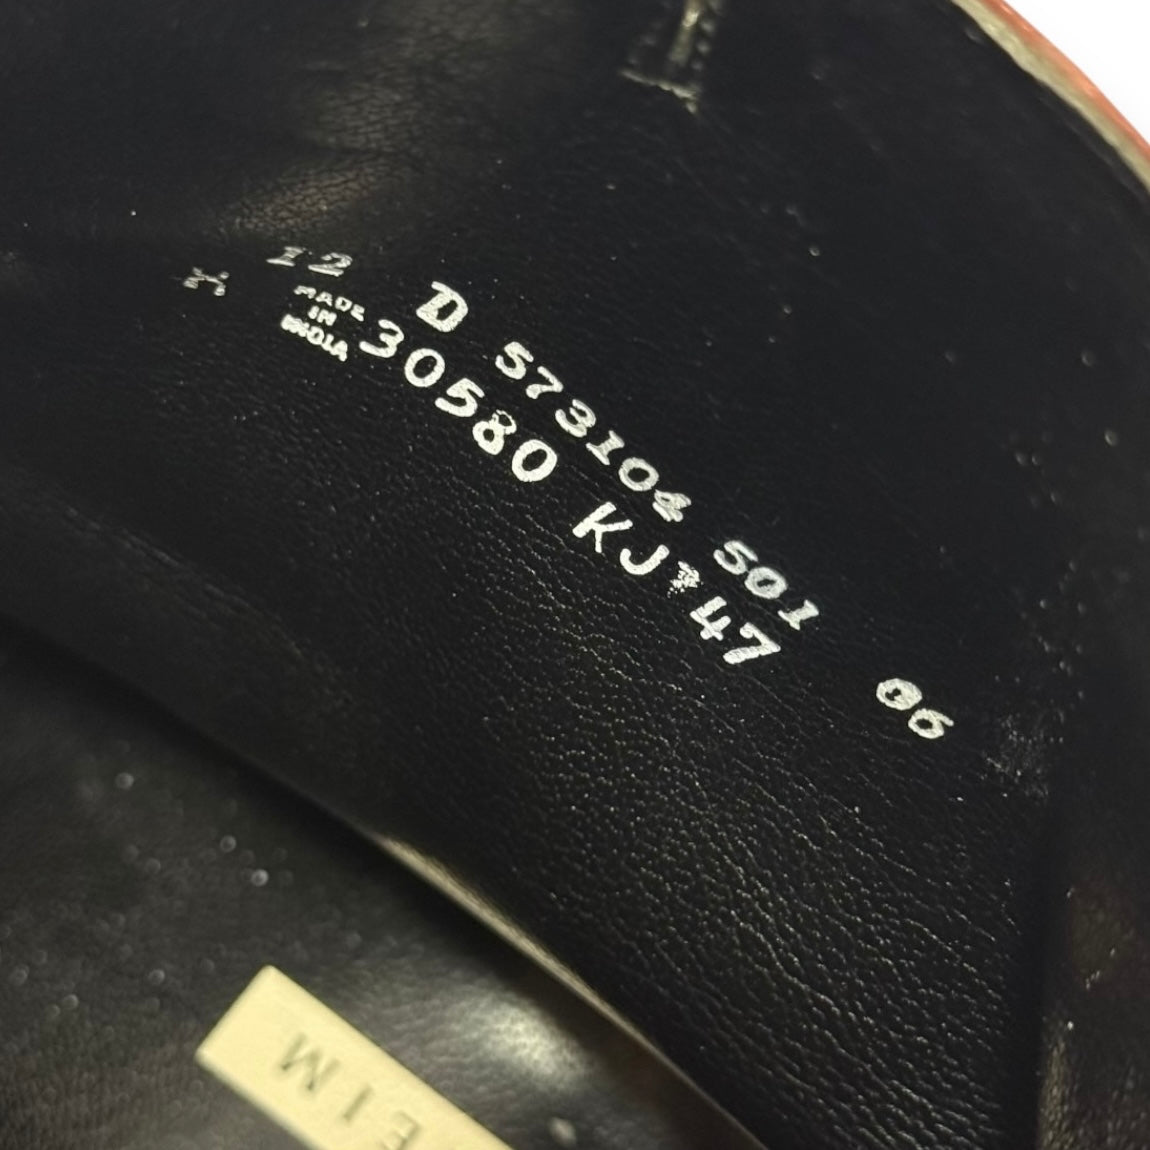 12 D 573104 501 06
MADE
IN
INDIA
30580 KJ 47
EIM